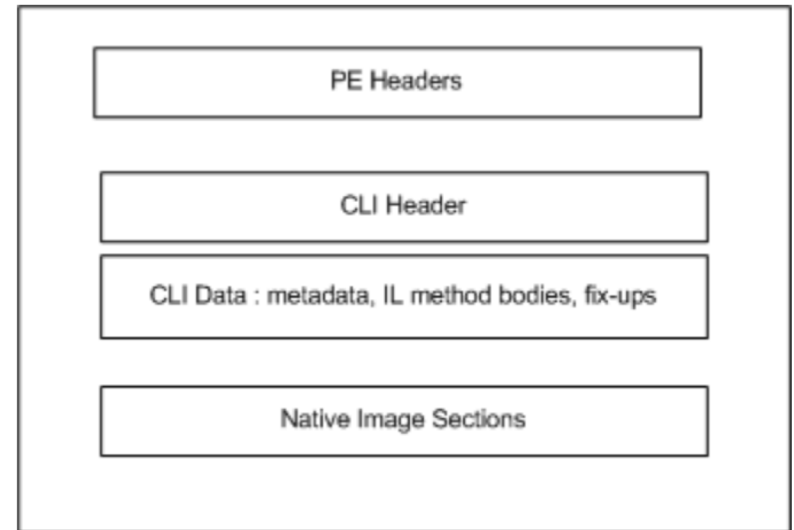 PE Headers
CLI Header
CLI Data : metadata, IL method bodies, fix-ups
Native Image Sections